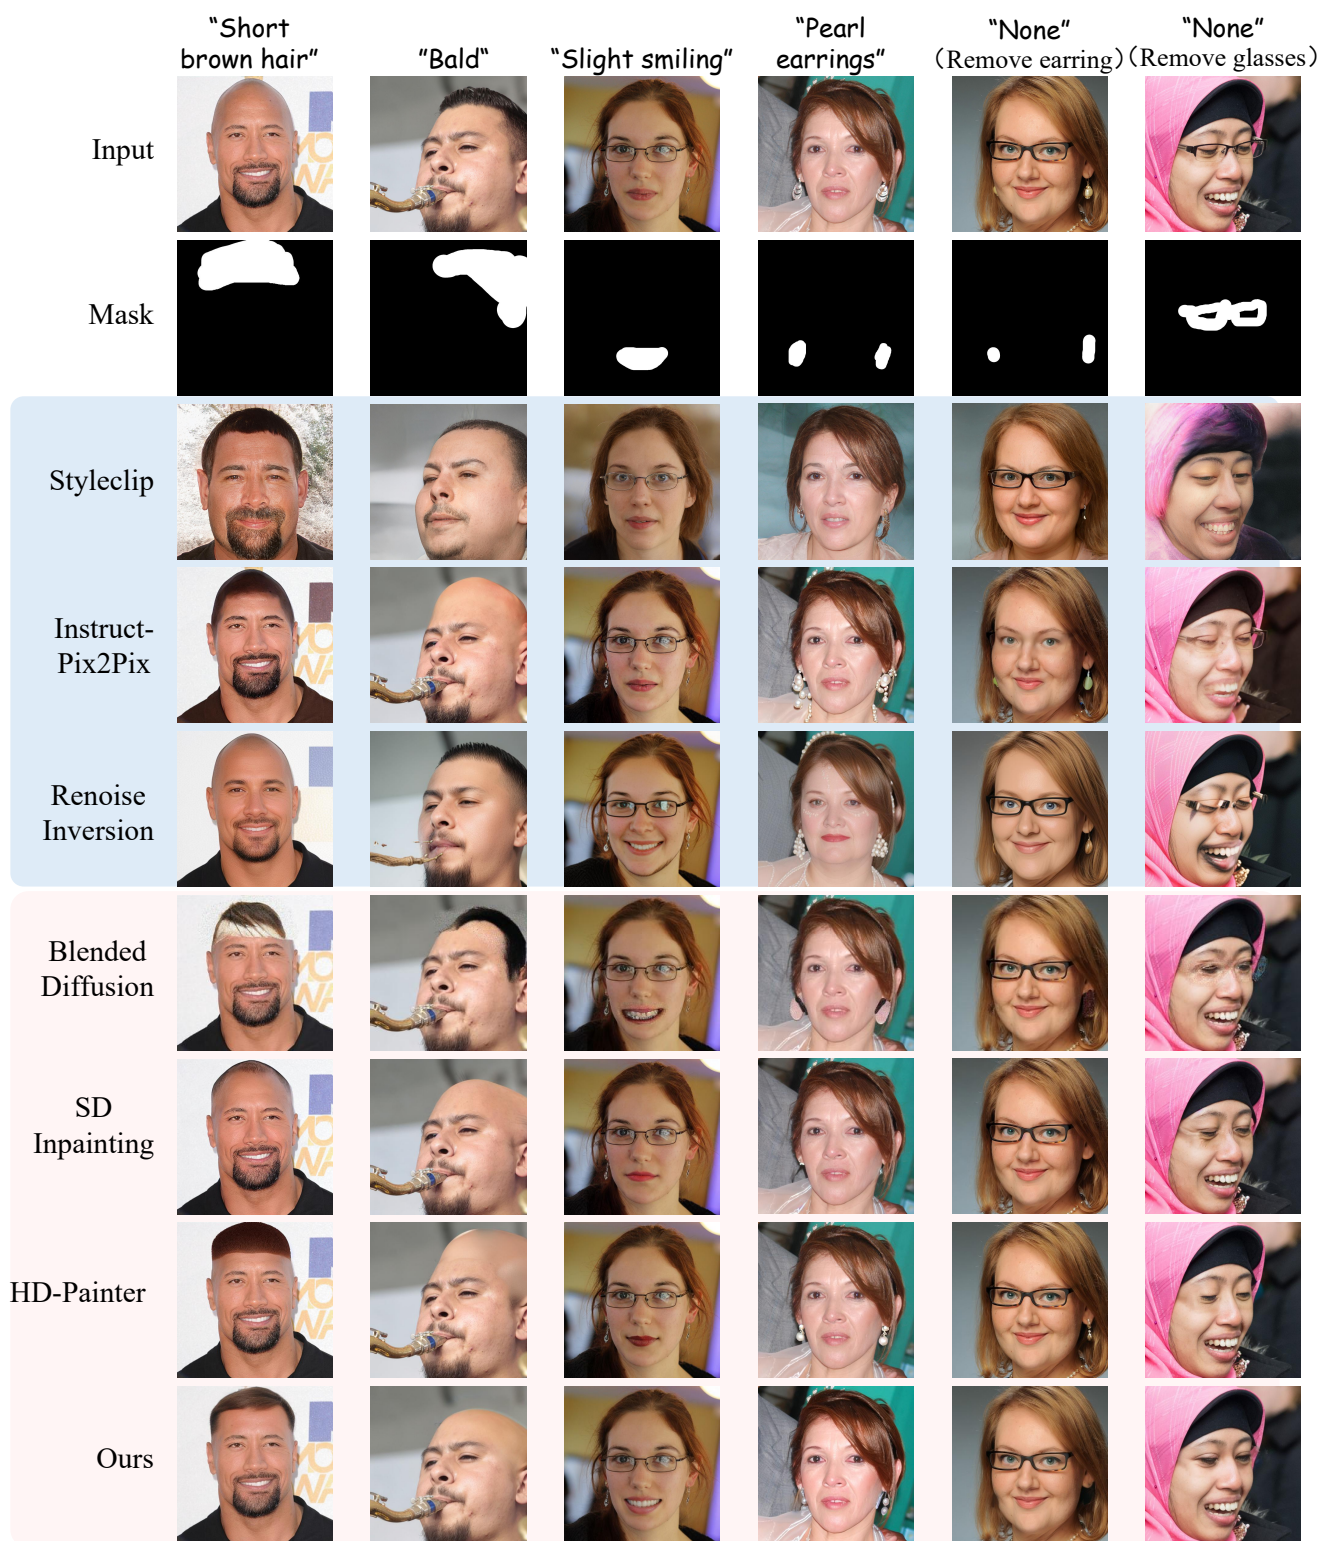 “Short
brown hair”
”Bald“
“Slight smiling”
“Pearl
earrings”
“None”
（Remove earring）
“None”
（Remove glasses）
Input
Mask
Styleclip
Instruct-
Pix2Pix
Renoise
Inversion
Blended
Diffusion
SD
Inpainting
HD-Painter
Ours